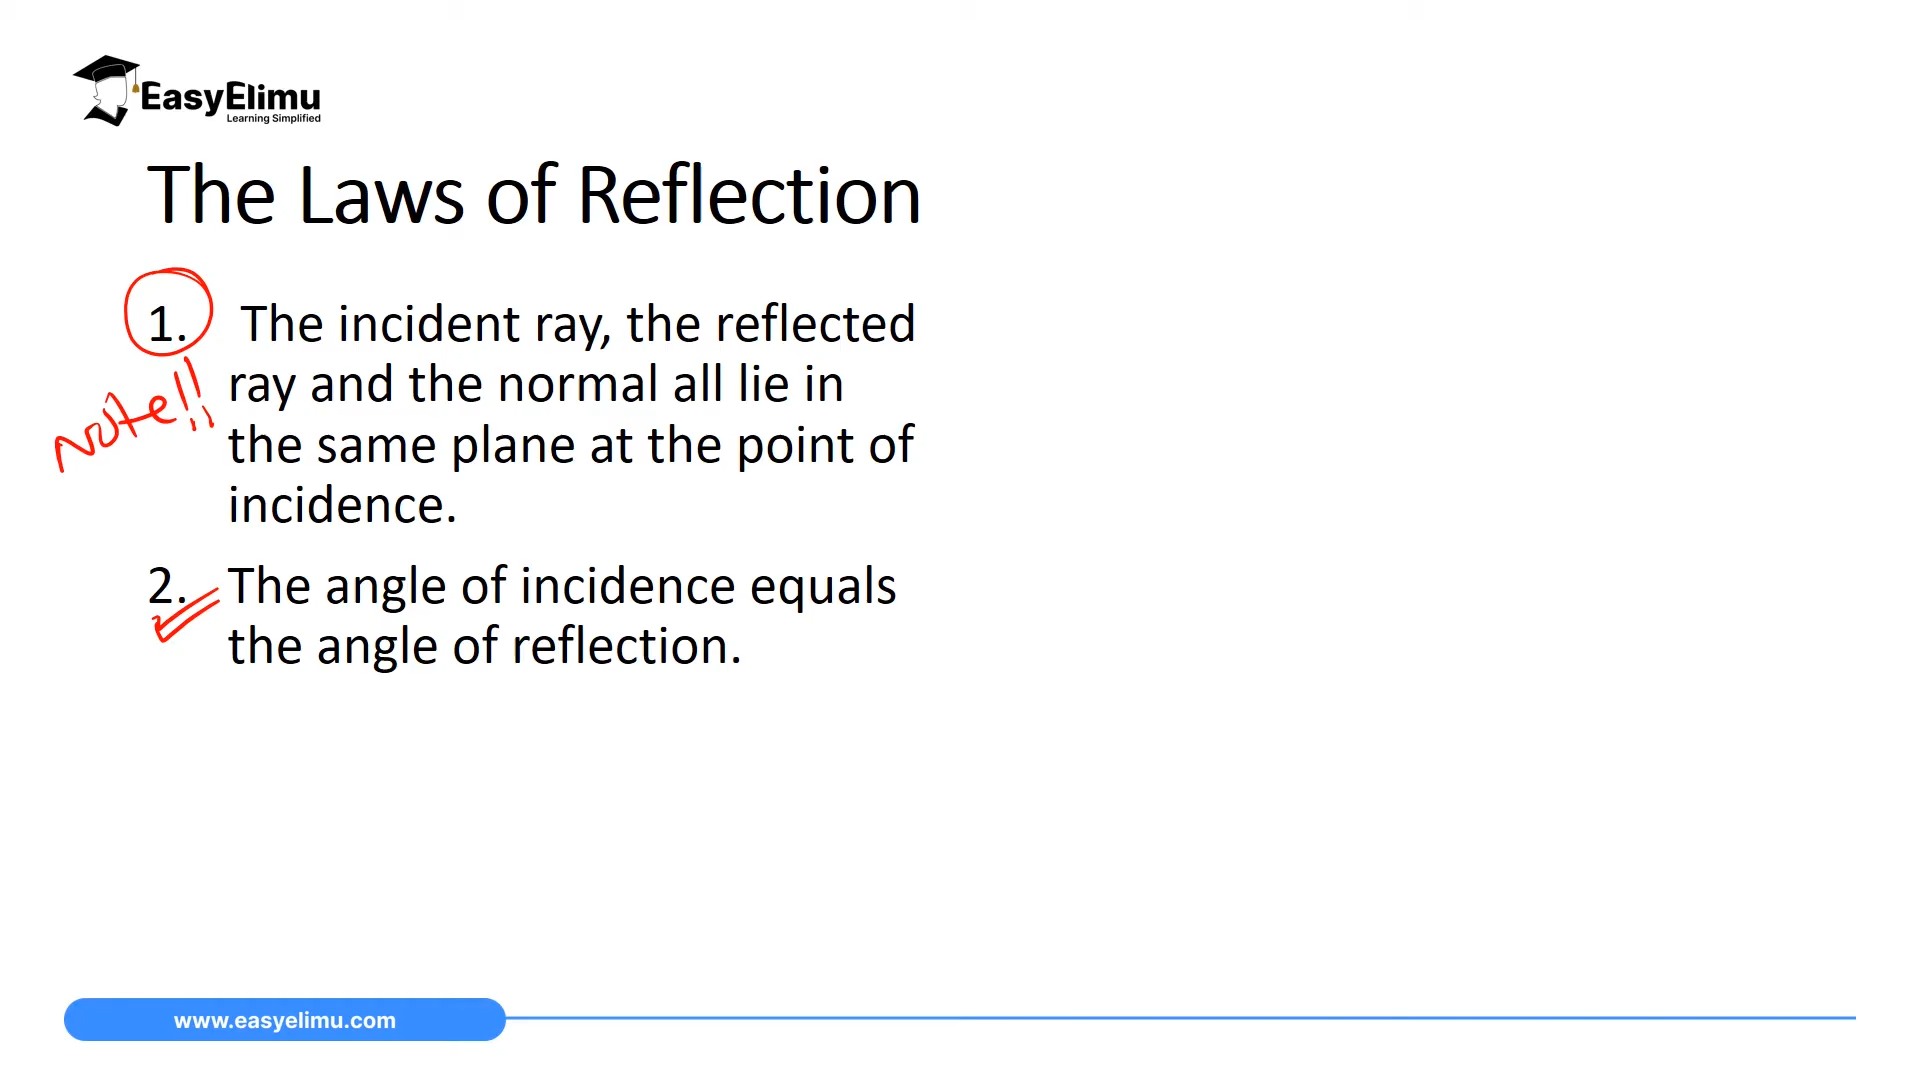 EasyElimu
Learning Simplified
The Laws of Reflection
1. The incident ray, the reflected
ray and the normal all lie in
the same plane at the point of
incidence.
Note!!
2. The angle of incidence equals
the angle of reflection.
www.easyelimu.com